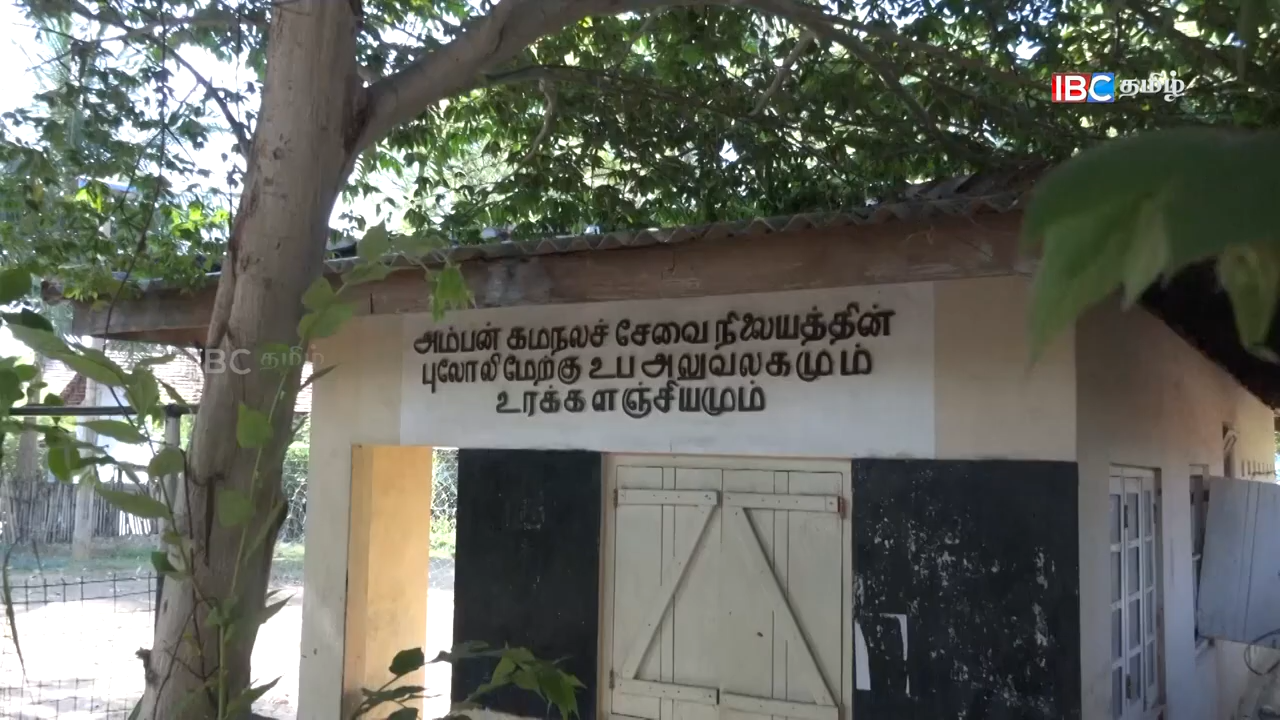 IBC தமிழ்
அம்பன் கமநலச் சேவை நிலையத்தின்
புலோலிமேற்கு உப அலுவலகமும்
உரக்களஞ்சியமும்
IBC தமிழ்